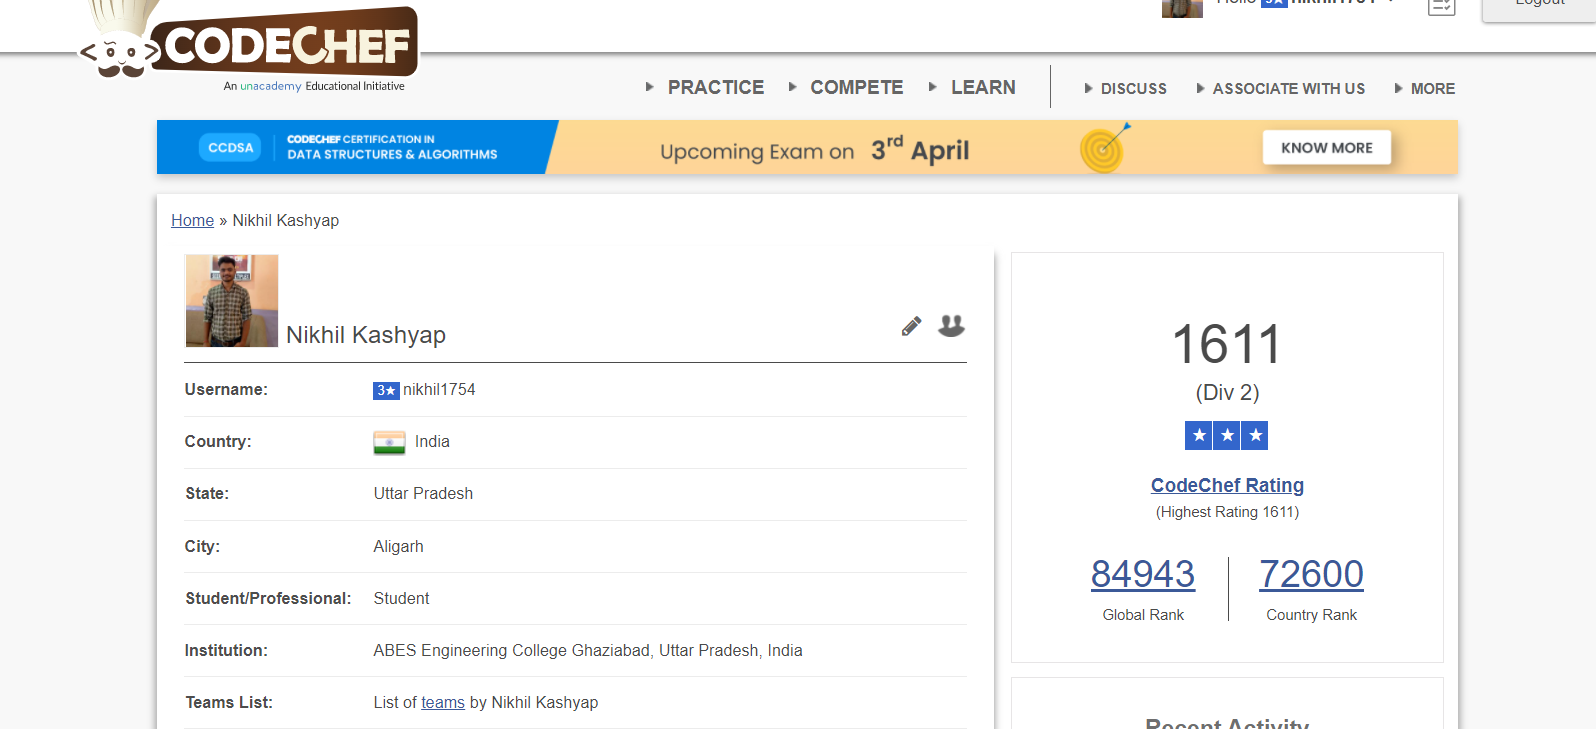 Hello 3★ nikhil1754
Logout
CODECHEF
An unacademy Educational Initiative
PRACTICE COMPETE LEARN DISCUSS ASSOCIATE WITH US MORE
CCDSA
CODECHEF CERTIFICATION IN
DATA STRUCTURES & ALGORITHMS
Upcoming Exam on 3rd April
KNOW MORE
Home » Nikhil Kashyap
Nikhil Kashyap
Username: 3★ nikhil1754
Country: India
State: Uttar Pradesh
City: Aligarh
Student/Professional: Student
Institution: ABES Engineering College Ghaziabad, Uttar Pradesh, India
Teams List: List of teams by Nikhil Kashyap
1611
(Div 2)
★ ★ ★
CodeChef Rating
(Highest Rating 1611)
84943
Global Rank
72600
Country Rank
Recent Activity